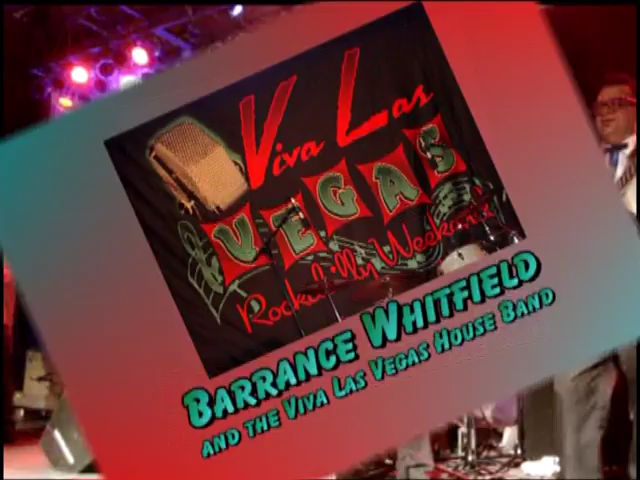 Viva Las
VEGAS
Rockabilly Weekend
BARRANCE WHITFIELD
AND THE VIVA LAS VEGAS HOUSE BAND